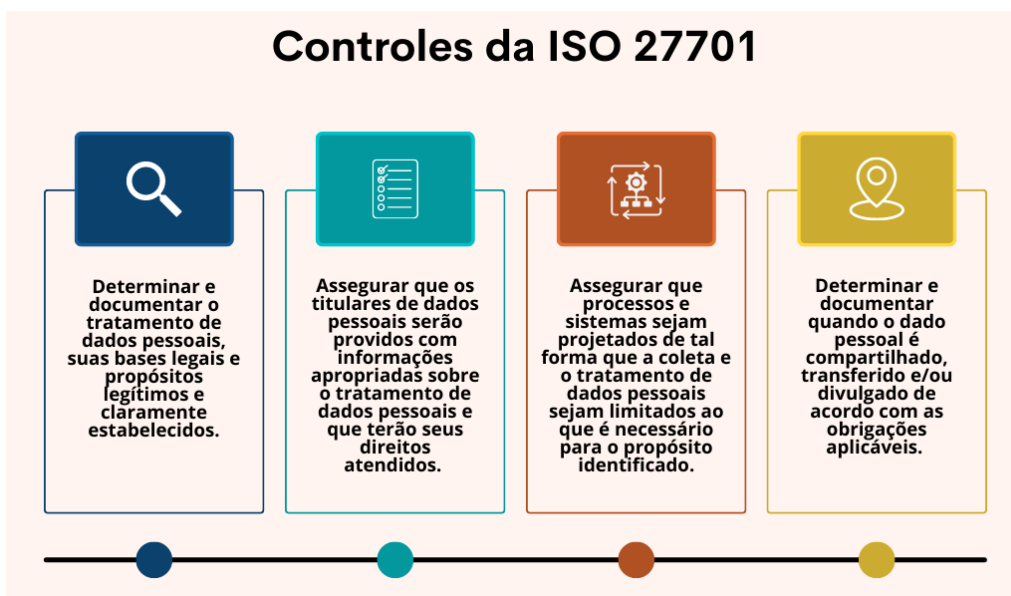 Controles da ISO 27701
Determinar e
documentar o
tratamento de
dados pessoais,
suas bases legais e
propósitos
legítimos e
claramente
estabelecidos.
Assegurar que os
titulares de dados
pessoais serão
providos com
informações
apropriadas sobre
o tratamento de
dados pessoais e
que terão seus
direitos
atendidos.
Assegurar que
processos e
sistemas sejam
projetados de tal
forma que a coleta e
o tratamento de
dados pessoais
sejam limitados ao
que é necessário
para o propósito
identificado.
Determinar e
documentar
quando o dado
pessoal é
compartilhado,
transferido e/ou
divulgado de
acordo com as
obrigações
aplicáveis.